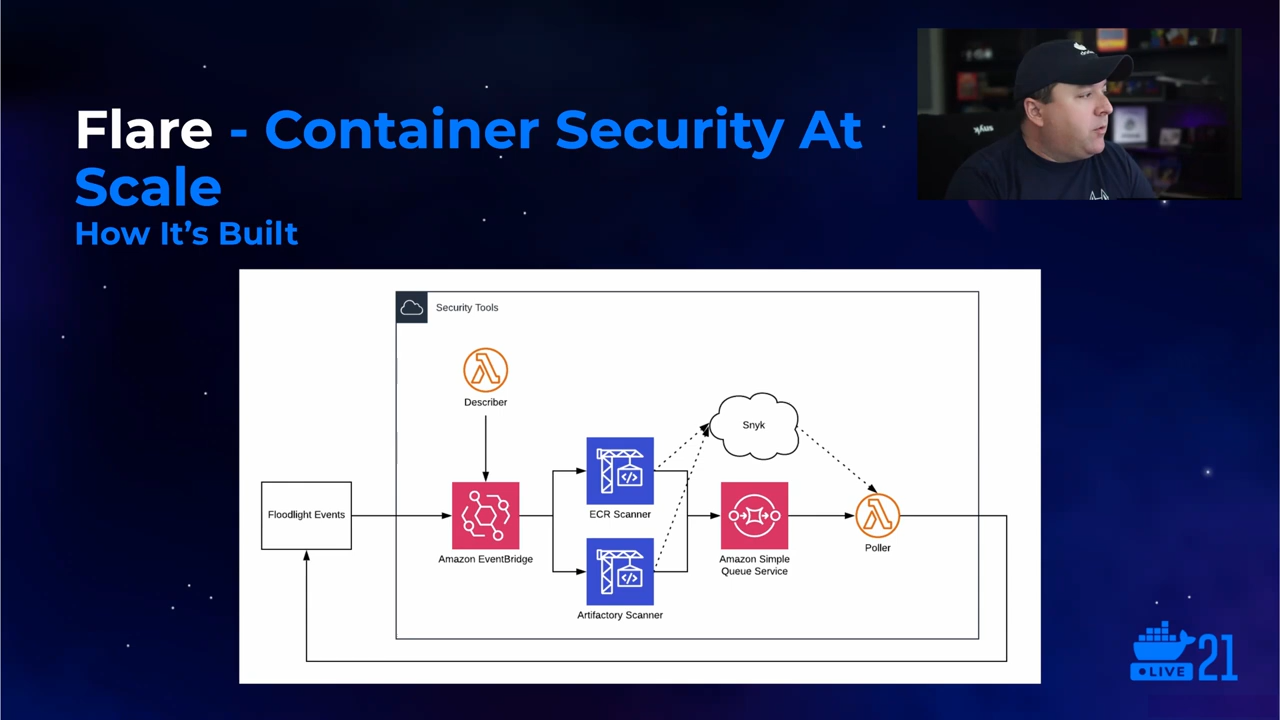 Flare - Container Security At
Scale
How It's Built
Security Tools
Describer
Snyk
Floodlight Events
Amazon EventBridge
ECR Scanner
Artifactory Scanner
Amazon Simple
Queue Service
Poller
LIVE 21
snyk